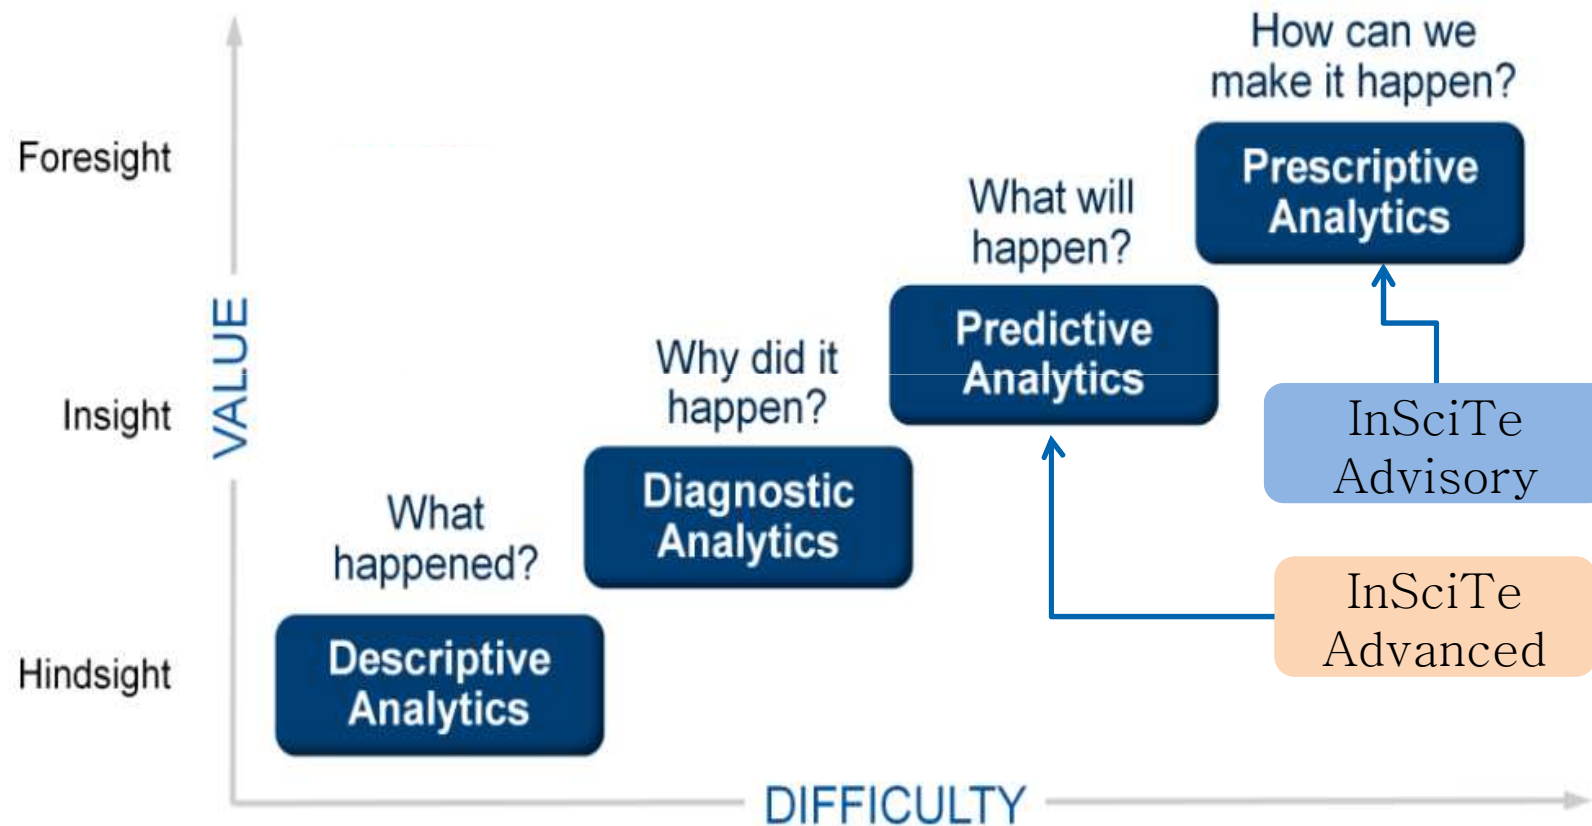 How can we
make it happen?
Foresight
Prescriptive
Analytics
What will
happen?
VALUE
Predictive
Analytics
Why did it
happen?
Insight
InSciTe
Advisory
Diagnostic
Analytics
What
happened?
InSciTe
Advanced
Hindsight
Descriptive
Analytics
DIFFICULTY